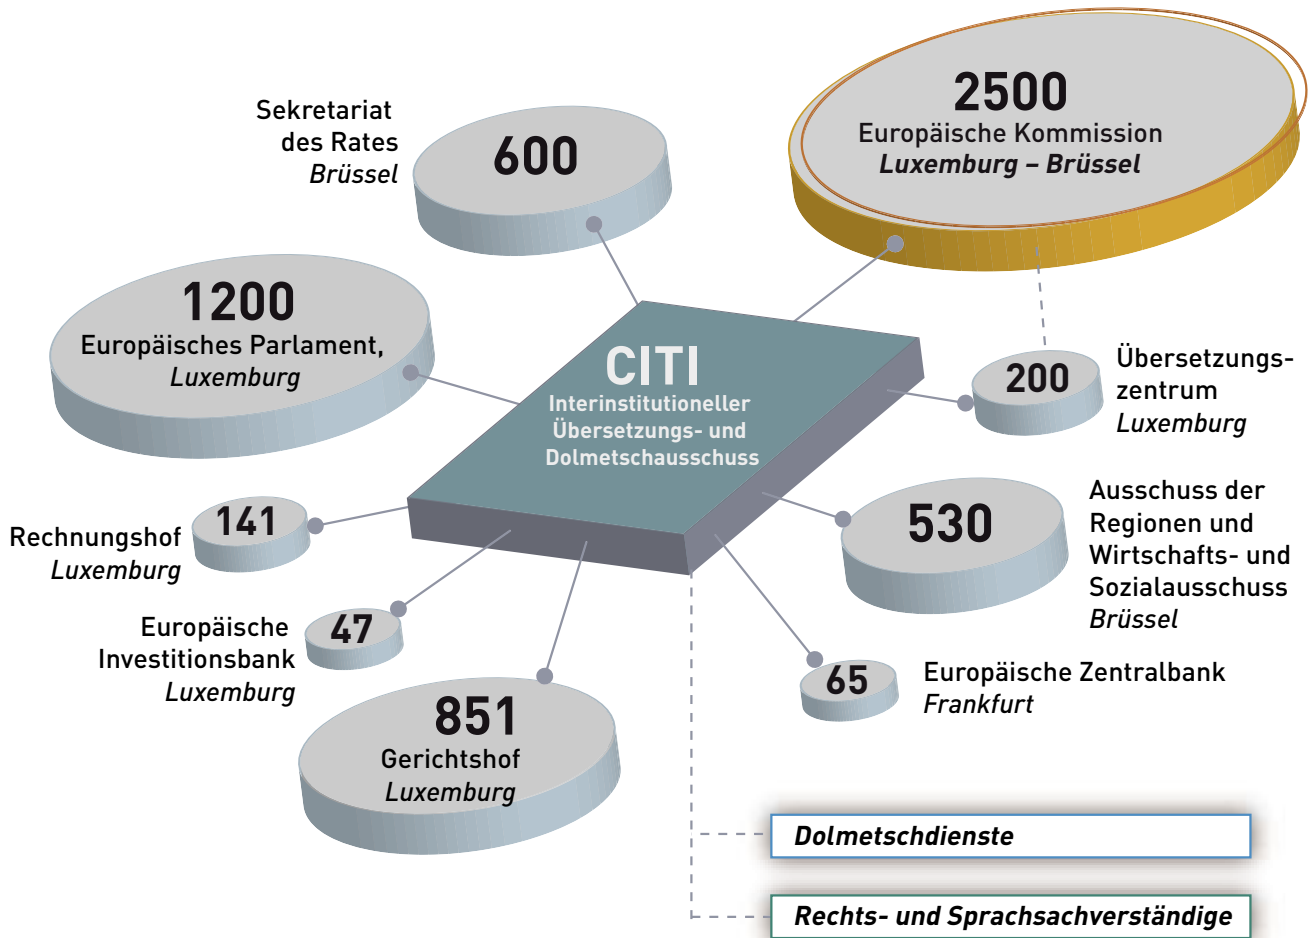 2500
Europäische Kommission
Luxemburg – Brüssel
Sekretariat
des Rates
Brüssel
600
1200
Europäisches Parlament,
Luxemburg
CITI
Interinstitutioneller
Übersetzungs- und
Dolmetschausschuss
200
Übersetzungs-
zentrum
Luxemburg
530
Ausschuss der
Regionen und
Wirtschafts- und
Sozialausschuss
Brüssel
141
Rechnungshof
Luxemburg
47
Europäische
Investitionsbank
Luxemburg
65
Europäische Zentralbank
Frankfurt
851
Gerichtshof
Luxemburg
Dolmetschdienste
Rechts- und Sprachsachverständige